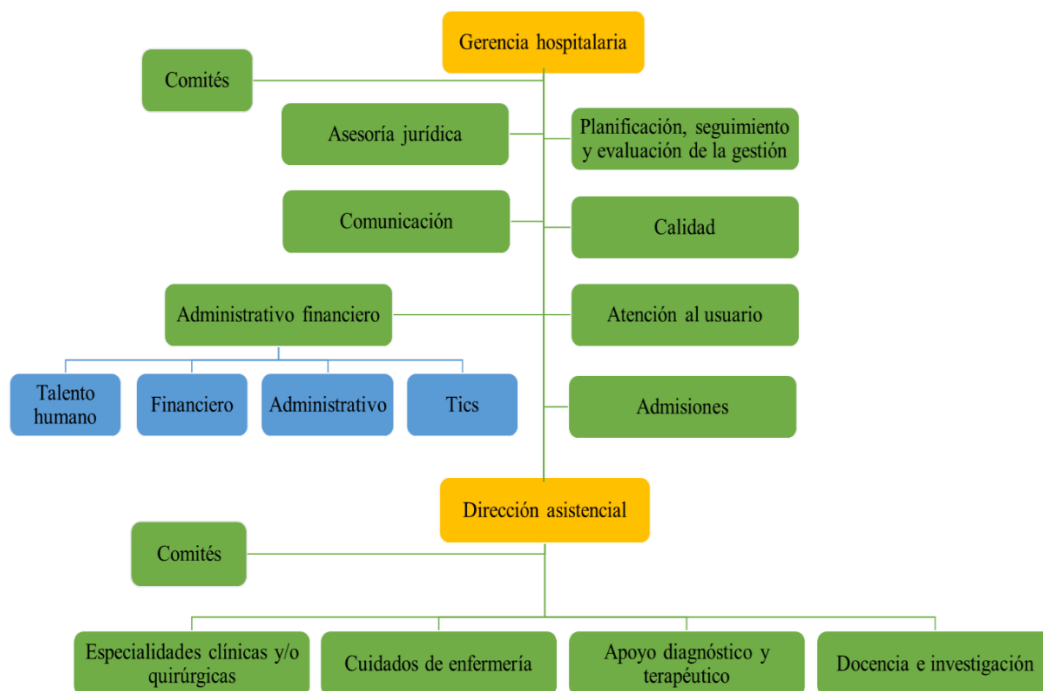 Gerencia hospitalaria
Comités
Asesoría jurídica
Planificación, seguimiento
y evaluación de la gestión
Comunicación
Calidad
Administrativo financiero
Atención al usuario
Talento
humano
Financiero
Administrativo
Tics
Admisiones
Dirección asistencial
Comités
Especialidades clínicas y/o
quirúrgicas
Cuidados de enfermería
Apoyo diagnóstico y
terapéutico
Docencia e investigación